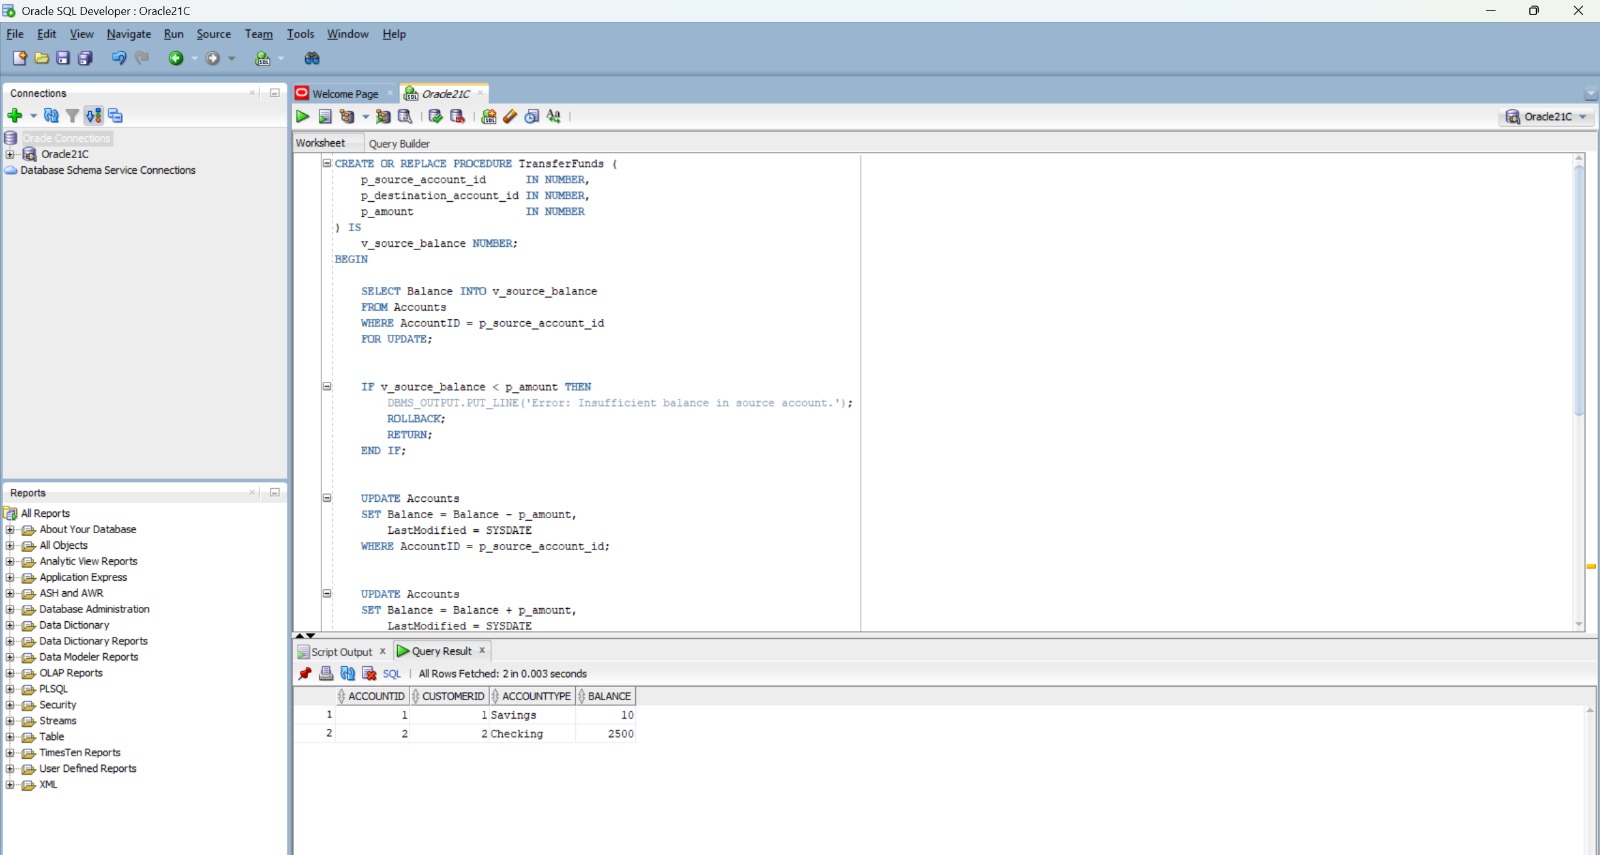 Oracle SQL Developer : Oracle21C
File Edit View Navigate Run Source Team Tools Window Help
Connections
Oracle Connections
Oracle21C
Database Schema Service Connections
Reports
All Reports
About Your Database
All Objects
Analytic View Reports
Application Express
ASH and AWR
Database Administration
Data Dictionary
Data Dictionary Reports
Data Modeler Reports
OLAP Reports
PLSQL
Security
Streams
Table
TimesTen Reports
User Defined Reports
XML
Welcome Page Oracle21C
Oracle21C
Worksheet Query Builder
CREATE OR REPLACE PROCEDURE TransferFunds (
p_source_account_id IN NUMBER,
p_destination_account_id IN NUMBER,
p_amount IN NUMBER
) IS
v_source_balance NUMBER;
BEGIN
SELECT Balance INTO v_source_balance
FROM Accounts
WHERE AccountID = p_source_account_id
FOR UPDATE;
IF v_source_balance < p_amount THEN
DBMS_OUTPUT.PUT_LINE('Error: Insufficient balance in source account.');
ROLLBACK;
RETURN;
END IF;
UPDATE Accounts
SET Balance = Balance - p_amount,
LastModified = SYSDATE
WHERE AccountID = p_source_account_id;
UPDATE Accounts
SET Balance = Balance + p_amount,
LastModified = SYSDATE
Script Output Query Result
SQL | All Rows Fetched: 2 in 0.003 seconds
ACCOUNTID CUSTOMERID ACCOUNTTYPE BALANCE
1 1 1 Savings 10
2 2 2 Checking 2500